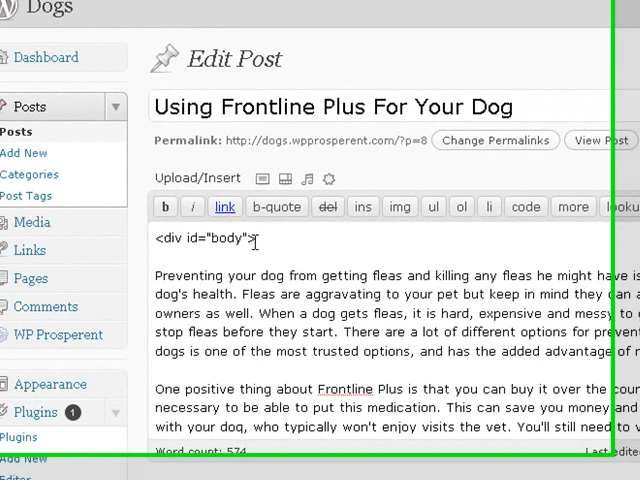 Dogs
Dashboard
Edit Post
Posts
Using Frontline Plus For Your Dog
Posts
Permalink: http://dogs.wpprosperent.com/?p=8 Change Permalinks View Post
Add New
Categories
Upload/Insert
Post Tags
b i link b-quote del ins img ul ol li code more
Media
<div id="body">
Links
Preventing your dog from getting fleas and killing any fleas he might have is
Pages
dog's health. Fleas are aggravating to your pet but keep in mind they can a
Comments
owners as well. When a dog gets fleas, it is hard, expensive and messy to
WP Prosperent
stop fleas before they start. There are a lot of different options for preven
dogs is one of the most trusted options, and has the added advantage of
Appearance
One positive thing about Frontline Plus is that you can buy it over the coun
Plugins 1
necessary to be able to put this medication. This can save you money and
with your dog, who typically won't enjoy visits the vet. You'll still need to v
Plugins
Word count: 574 Last edite
Add New
Editor